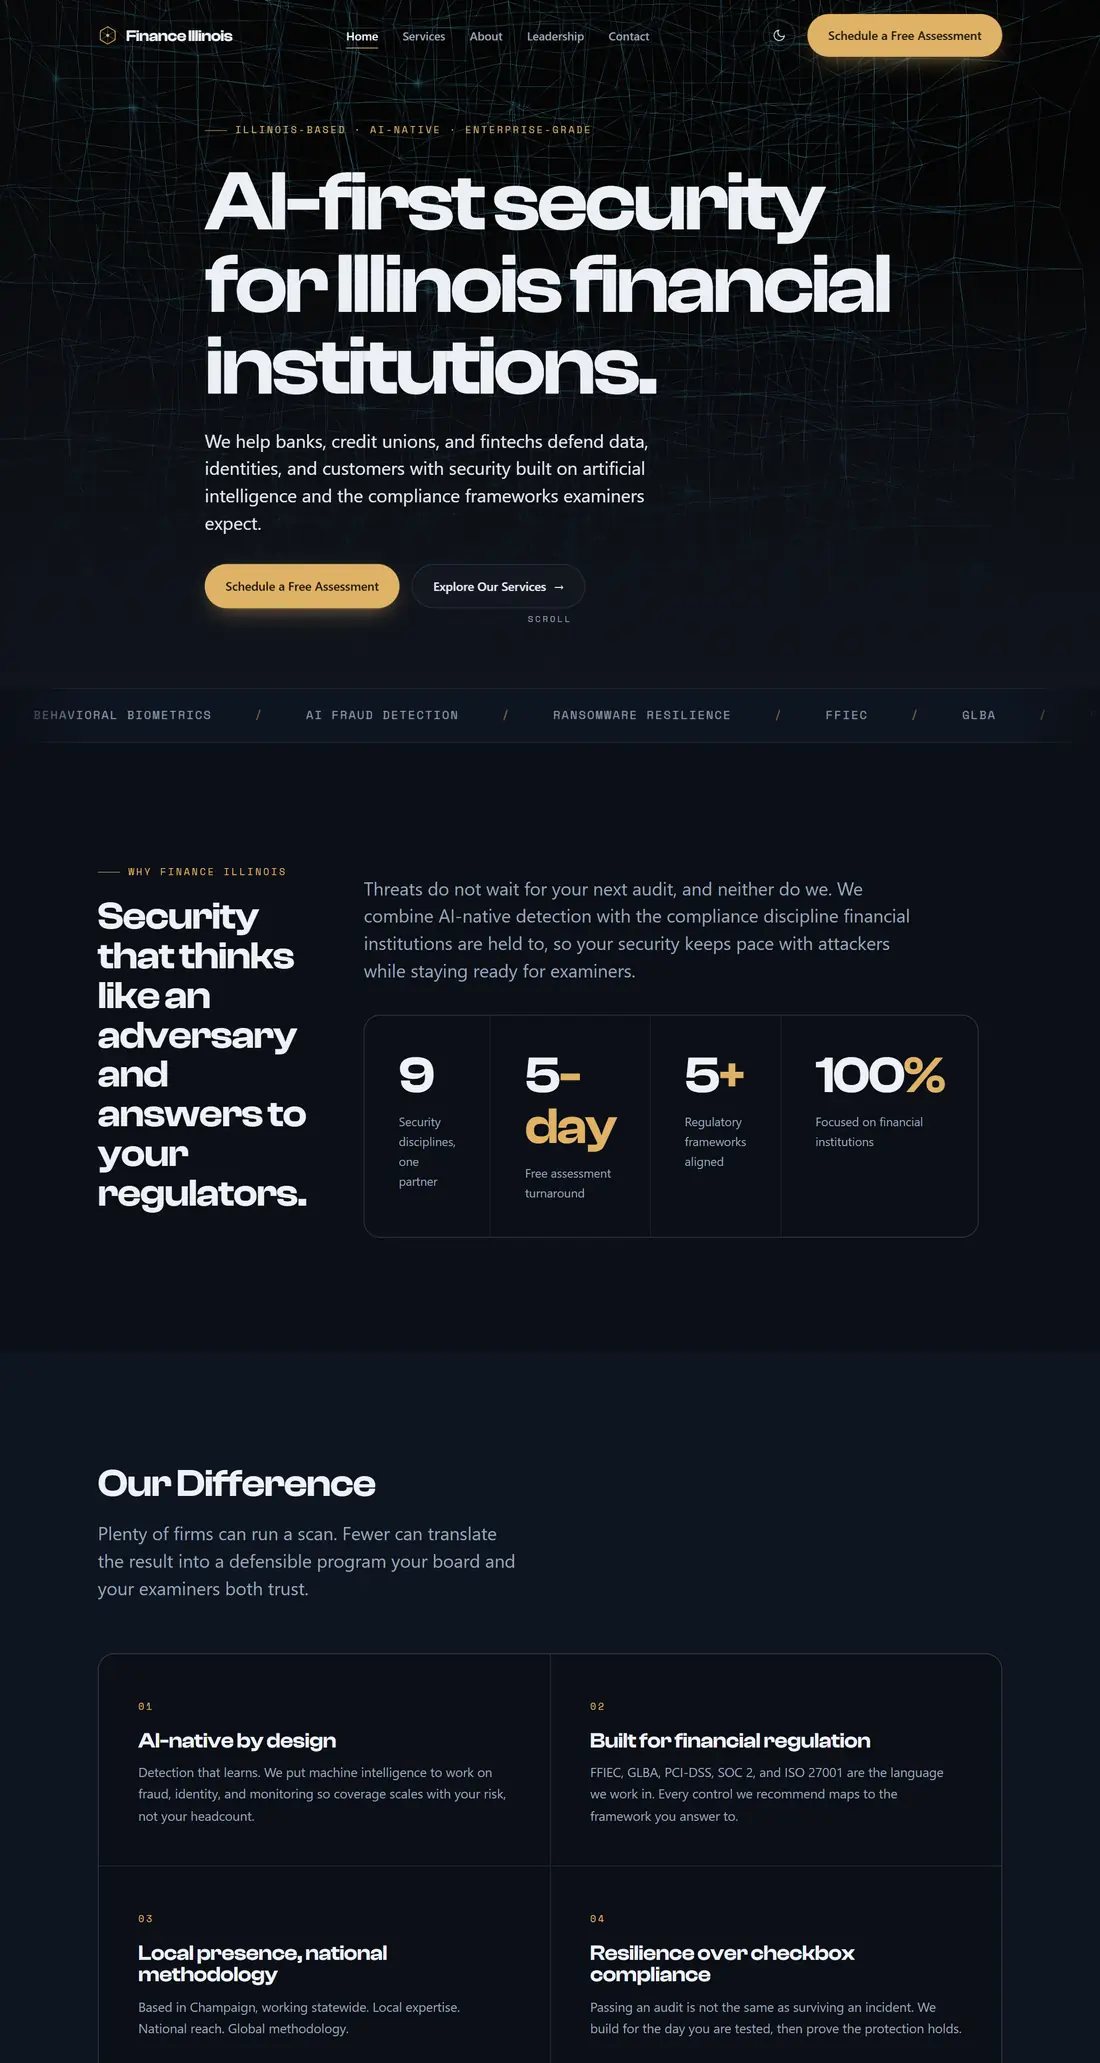 Finance Illinois
Home
Services
About
Leadership
Contact
Schedule a Free Assessment
ILLINOIS-BASED · AI-NATIVE · ENTERPRISE-GRADE
AI-first security
for Illinois financial
institutions.
We help banks, credit unions, and fintechs defend data,
identities, and customers with security built on artificial
intelligence and the compliance frameworks examiners
expect.
Schedule a Free Assessment
Explore Our Services →
SCROLL
BEHAVIORAL BIOMETRICS / AI FRAUD DETECTION / RANSOMWARE RESILIENCE / FFIEC / GLBA /
WHY FINANCE ILLINOIS
Security
that thinks
like an
adversary
and
answers to
your
regulators.
Threats do not wait for your next audit, and neither do we. We
combine AI-native detection with the compliance discipline financial
institutions are held to, so your security keeps pace with attackers
while staying ready for examiners.
9
Security
disciplines,
one
partner
5-
day
Free assessment
turnaround
5+
Regulatory
frameworks
aligned
100%
Focused on financial
institutions
Our Difference
Plenty of firms can run a scan. Fewer can translate
the result into a defensible program your board and
your examiners both trust.
01
AI-native by design
Detection that learns. We put machine intelligence to work on
fraud, identity, and monitoring so coverage scales with your risk,
not your headcount.
02
Built for financial regulation
FFIEC, GLBA, PCI-DSS, SOC 2, and ISO 27001 are the language
we work in. Every control we recommend maps to the
framework you answer to.
03
Local presence, national
methodology
Based in Champaign, working statewide. Local expertise.
National reach. Global methodology.
04
Resilience over checkbox
compliance
Passing an audit is not the same as surviving an incident. We
build for the day you are tested, then prove the protection holds.